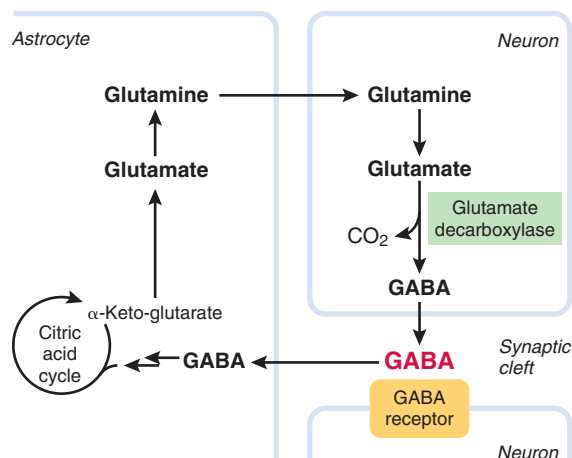 Astrocyte
Neuron
Glutamine
Glutamine
Glutamate
Glutamate
Glutamate
decarboxylase
CO₂
GABA
α-Keto-glutarate
Citric
acid
cycle
GABA
GABA
Synaptic
cleft
GABA
receptor
Neuron